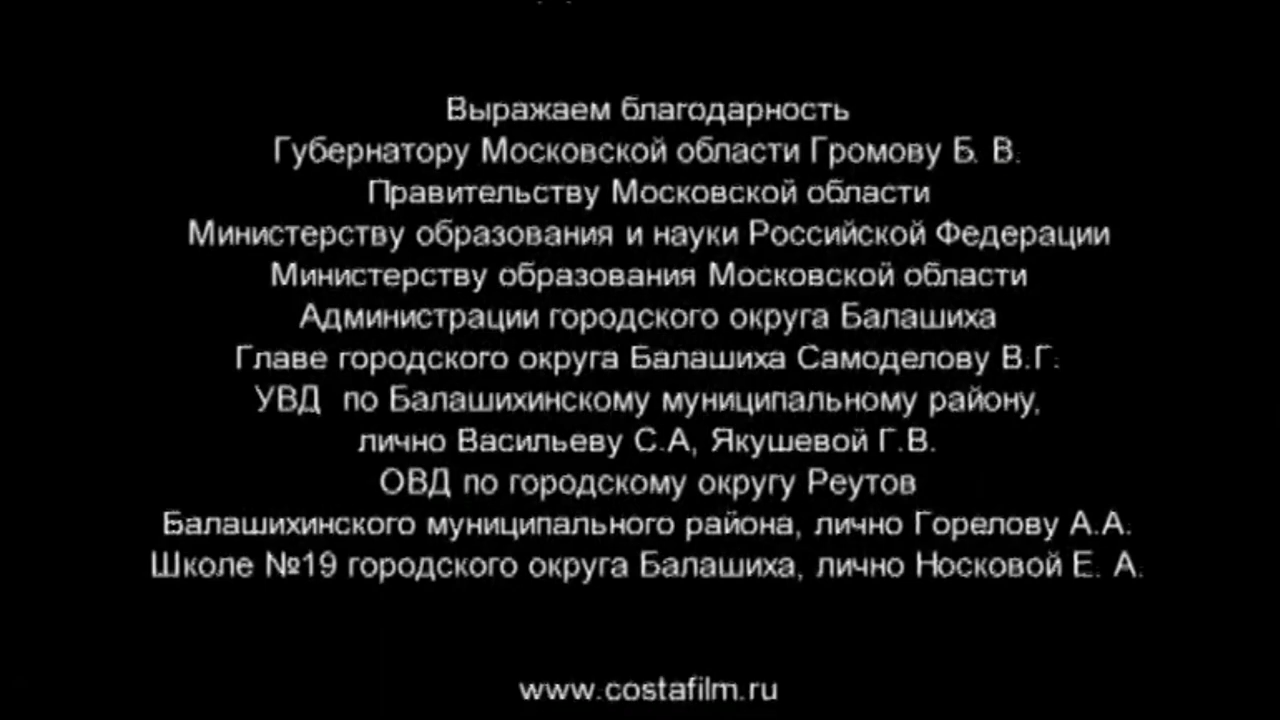 Выражаем благодарность
Губернатору Московской области Громову Б. В.
Правительству Московской области
Министерству образования и науки Российской Федерации
Министерству образования Московской области
Администрации городского округа Балашиха
Главе городского округа Балашиха Самоделову В.Г.
УВД  по Балашихинскому муниципальному району,
лично Васильеву С.А, Якушевой Г.В.
ОВД по городскому округу Реутов
Балашихинского муниципального района, лично Горелову А.А.
Школе №19 городского округа Балашиха, лично Носковой Е. А.
www.costafilm.ru